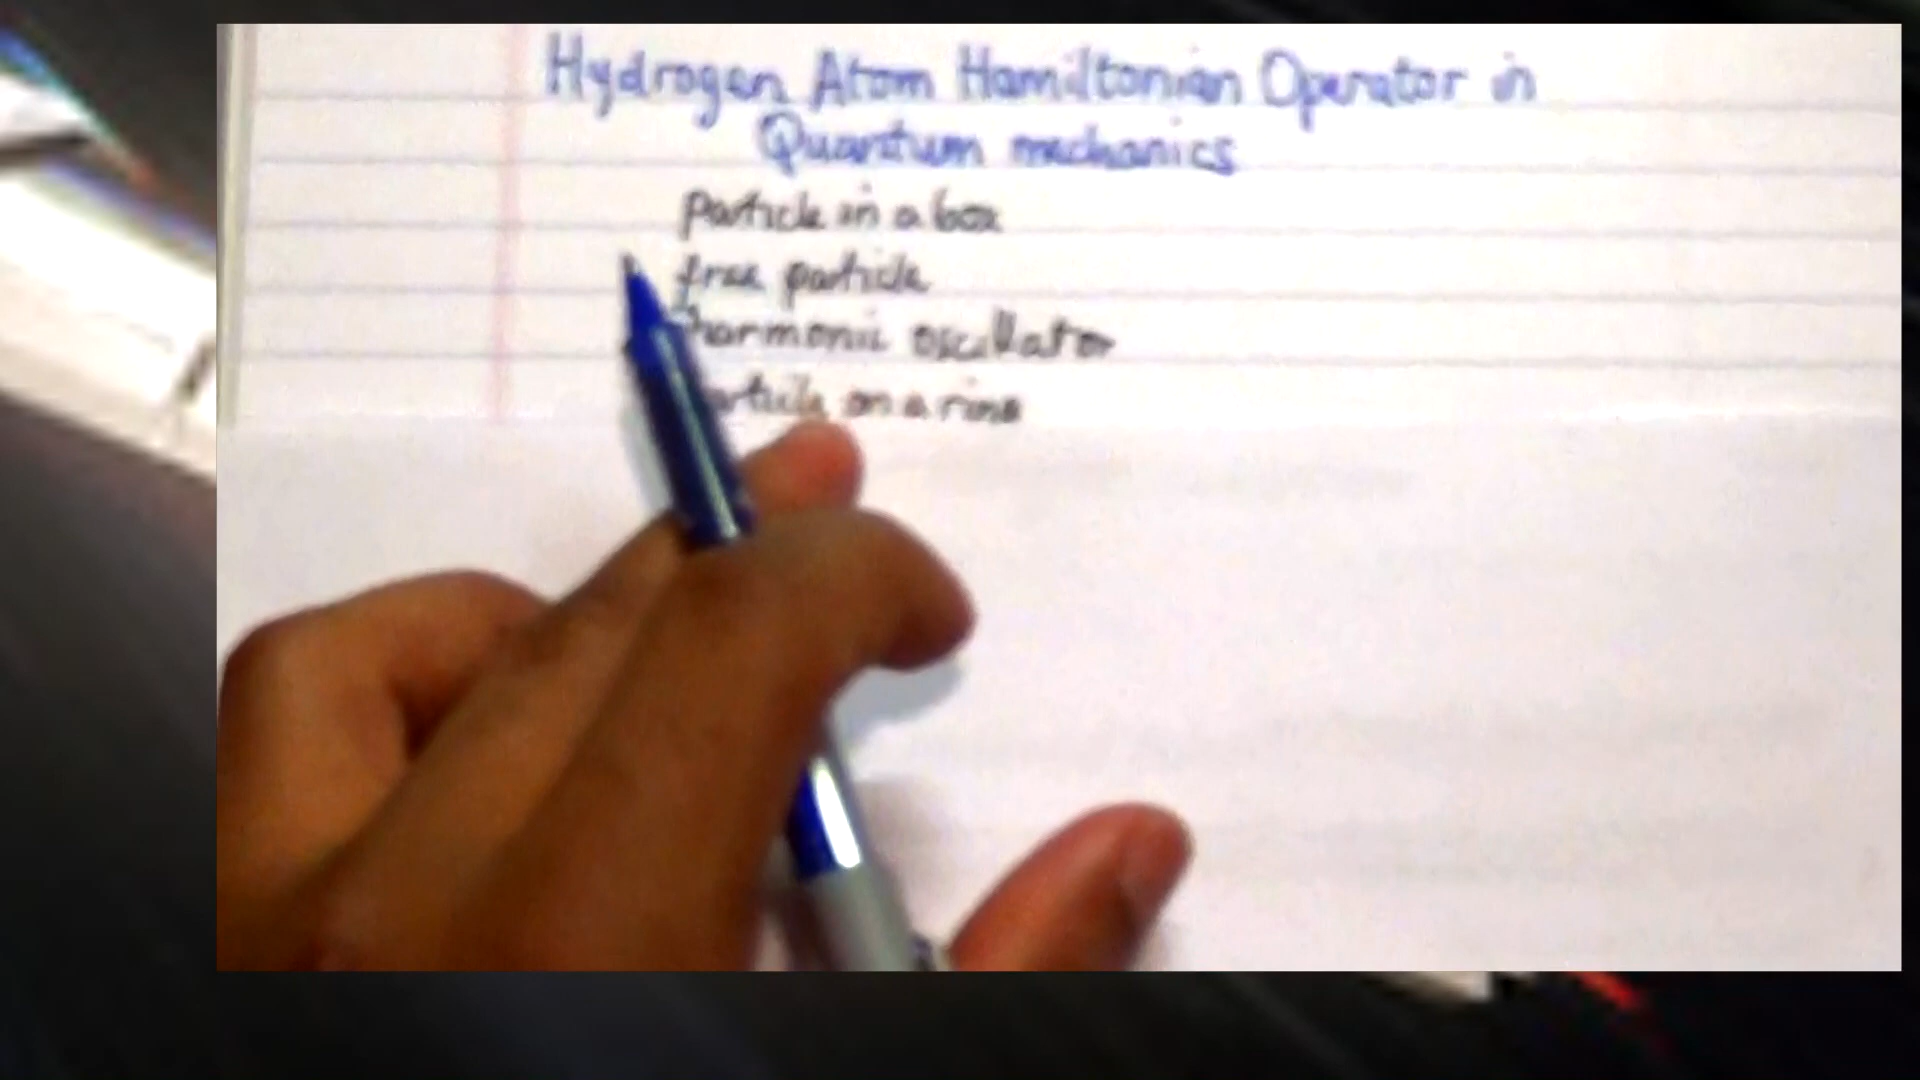 Hydrogen Atom Hamiltonian Operator in
Quantum mechanics
particle in a box
free particle
harmonic oscillator
on a ring